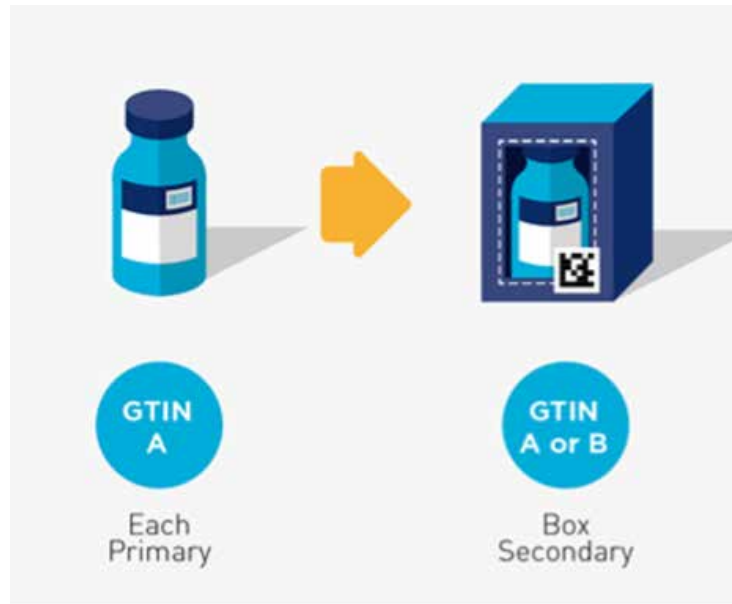 GTIN
A
Each
Primary
GTIN
A or B
Box
Secondary